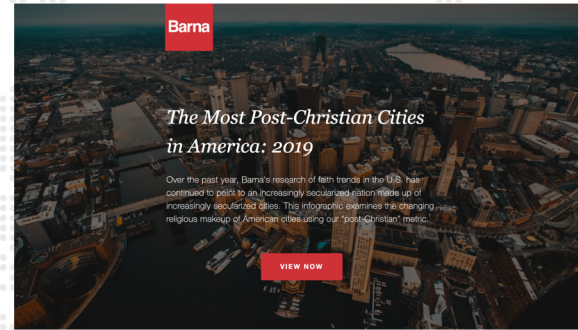 Barna
The Most Post-Christian Cities
in America: 2019
Over the past year, Barna's research of faith trends in the U.S. has
continued to point to an increasingly secularized nation made up of
increasingly secularized cities. This infographic examines the changing
religious makeup of American cities using our "post-Christian" metric.
VIEW NOW